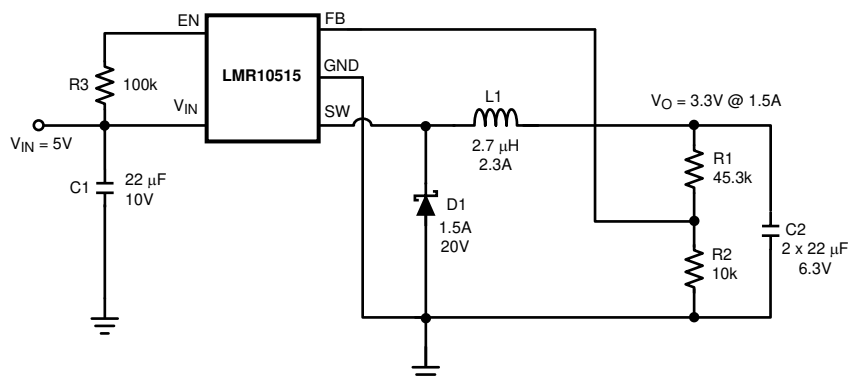 EN
FB
LMR10515
GND
R3
100k
L1
V_O = 3.3V @ 1.5A
V_IN
SW
V_IN = 5V
2.7 μH
2.3A
R1
45.3k
C1
22 μF
10V
D1
1.5A
20V
C2
2 x 22 μF
6.3V
R2
10k